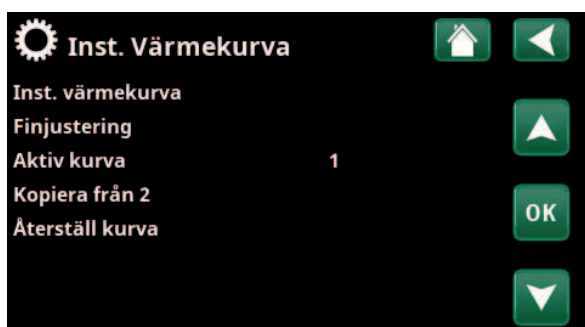 Inst. Värmekurva
Inst. värmekurva
Finjustering
Aktiv kurva 1
Kopiera från 2
OK
Återställ kurva